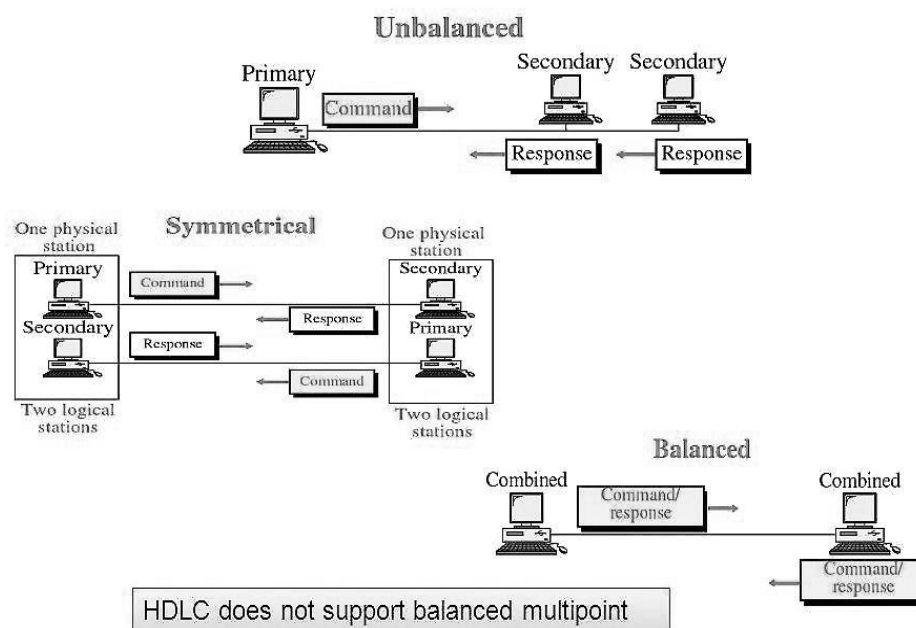 Unbalanced
Secondary Secondary
Primary
Command
Response Response
Symmetrical
One physical
station
One physical
station
Primary
Secondary
Command
Response
Secondary
Primary
Response
Command
Two logical
stations
Two logical
stations
Balanced
Combined
Combined
Command/
response
Command/
response
HDLC does not support balanced multipoint